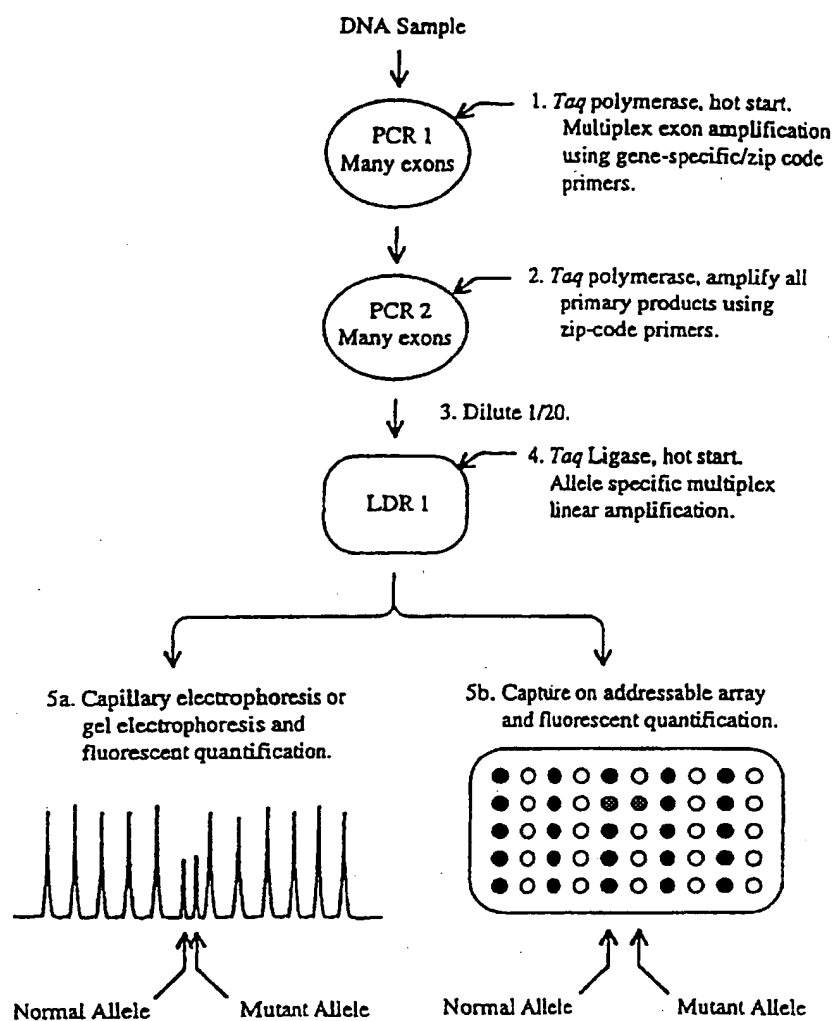 DNA Sample
PCR 1
Many exons
1. Taq polymerase, hot start.
Multiplex exon amplification
using gene-specific/zip code
primers.
PCR 2
Many exons
2. Taq polymerase, amplify all
primary products using
zip-code primers.
3. Dilute 1/20.
LDR 1
4. Taq Ligase, hot start.
Allele specific multiplex
linear amplification.
5a. Capillary electrophoresis or
gel electrophoresis and
fluorescent quantification.
5b. Capture on addressable array
and fluorescent quantification.
Normal Allele
Mutant Allele
Normal Allele
Mutant Allele